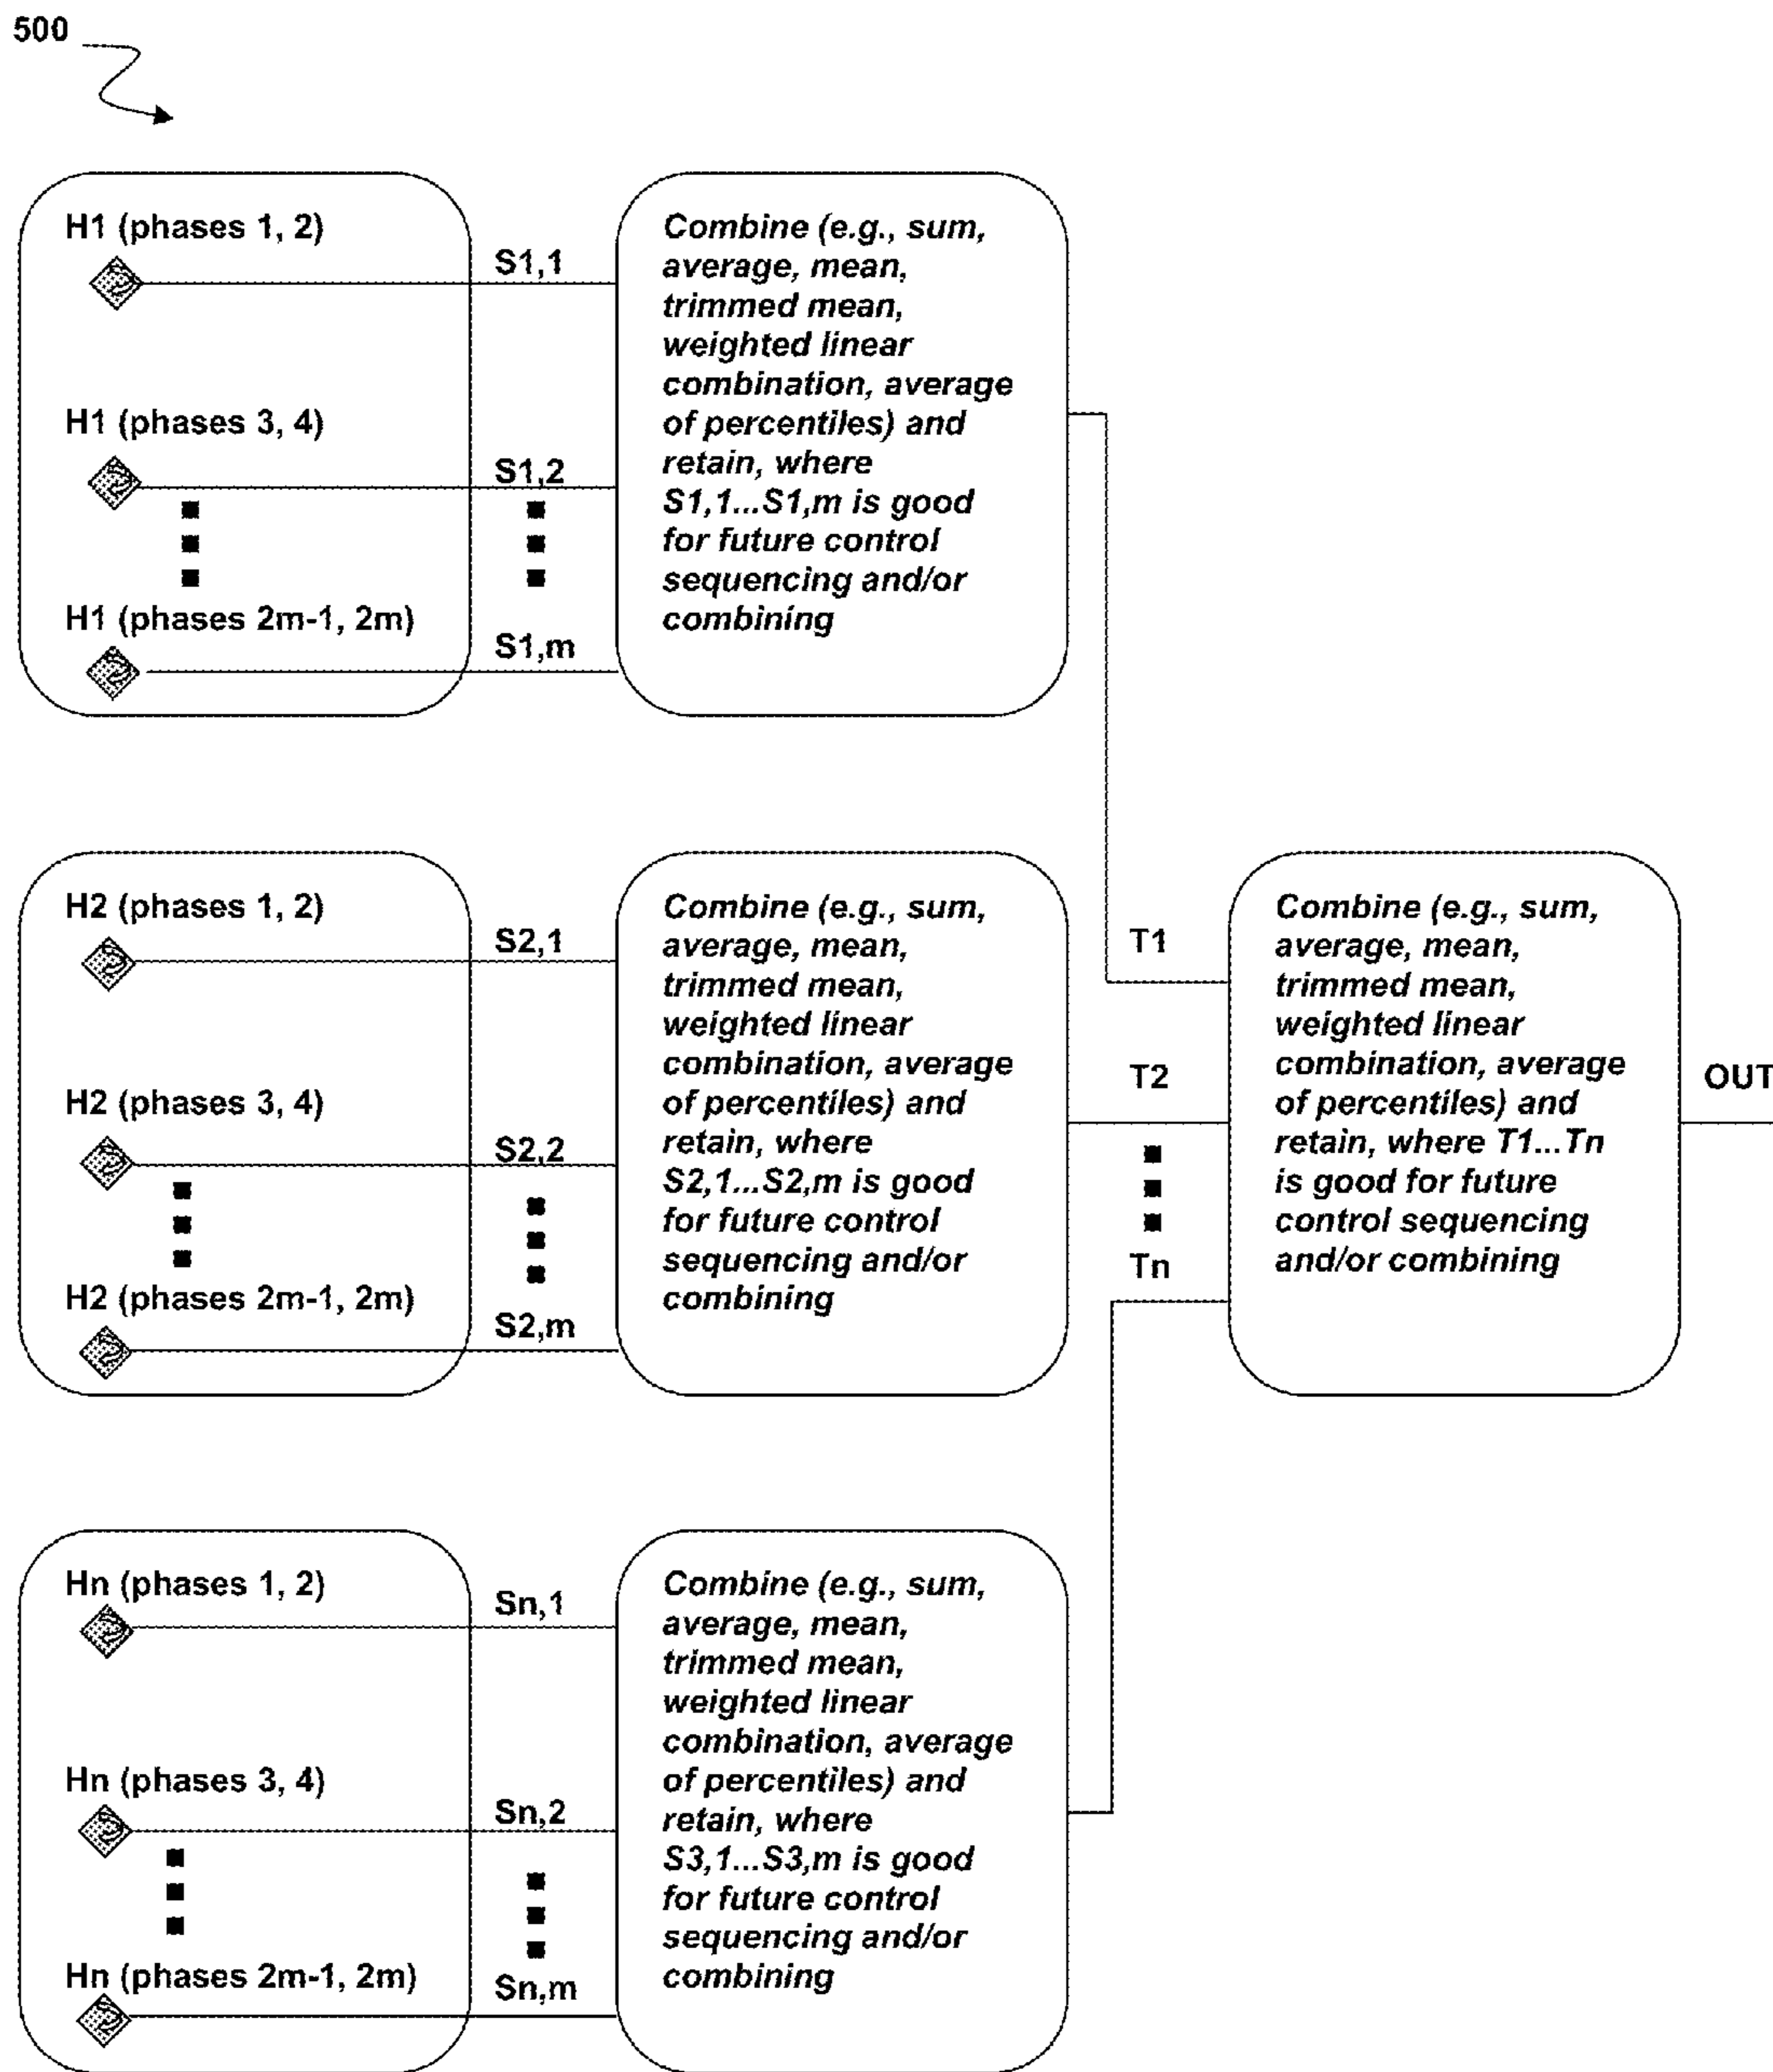 500
H1 (phases 1, 2)
S1,1
H1 (phases 3, 4)
S1,2
H1 (phases 2m-1, 2m)
S1,m
Combine (e.g., sum,
average, mean,
trimmed mean,
weighted linear
combination, average
of percentiles) and
retain, where
S1,1...S1,m is good
for future control
sequencing and/or
combining
H2 (phases 1, 2)
S2,1
H2 (phases 3, 4)
S2,2
H2 (phases 2m-1, 2m)
S2,m
Combine (e.g., sum,
average, mean,
trimmed mean,
weighted linear
combination, average
of percentiles) and
retain, where
S2,1...S2,m is good
for future control
sequencing and/or
combining
T1
T2
Tn
Combine (e.g., sum,
average, mean,
trimmed mean,
weighted linear
combination, average
of percentiles) and
retain, where T1...Tn
is good for future
control sequencing
and/or combining
OUT
Hn (phases 1, 2)
Sn,1
Hn (phases 3, 4)
Sn,2
Hn (phases 2m-1, 2m)
Sn,m
Combine (e.g., sum,
average, mean,
trimmed mean,
weighted linear
combination, average
of percentiles) and
retain, where
S3,1...S3,m is good
for future control
sequencing and/or
combining